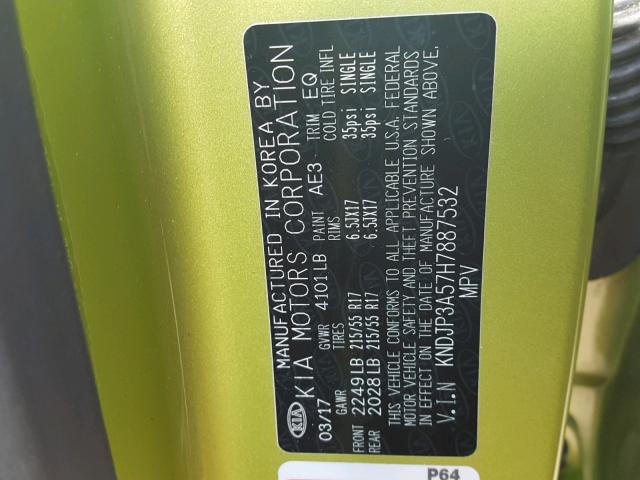 MANUFACTURED IN KOREA BY
KIA KIA MOTORS CORPORATION
03/17 GVWR 4101LB PAINT AE3 TRIM EQ
GAWR TIRES RIMS COLD TIRE INFL
FRONT 2249LB 215/55 R17 6.5JX17 35psi SINGLE
REAR 2028LB 215/55 R17 6.5JX17 35psi SINGLE
THIS VEHICLE CONFORMS TO ALL APPLICABLE U.S.A. FEDERAL
MOTOR VEHICLE SAFETY AND THEFT PREVENTION STANDARDS
IN EFFECT ON THE DATE OF MANUFACTURE SHOWN ABOVE.
V.I.N KNDJP3A57H7887532
MPV
P64